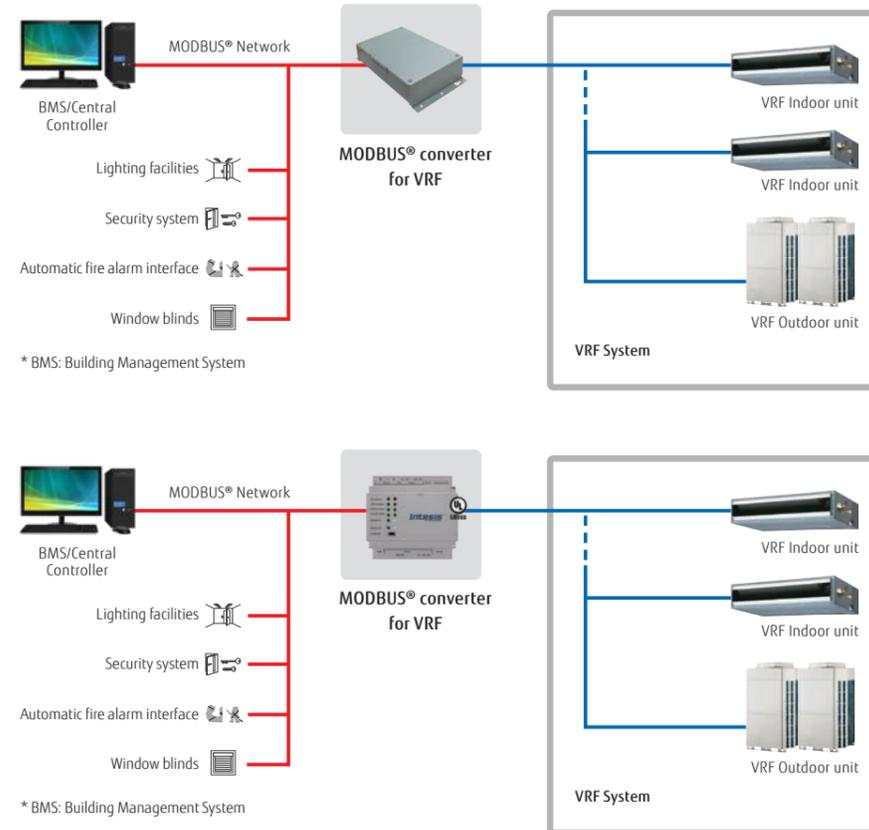 MODBUS® Network
BMS/Central
Controller
MODBUS® converter
for VRF
VRF Indoor unit
VRF Indoor unit
VRF Outdoor unit
Lighting facilities
Security system
Automatic fire alarm interface
Window blinds
VRF System
* BMS: Building Management System
MODBUS® Network
BMS/Central
Controller
Intesis
UL
MODBUS® converter
for VRF
VRF Indoor unit
VRF Indoor unit
VRF Outdoor unit
Lighting facilities
Security system
Automatic fire alarm interface
Window blinds
VRF System
* BMS: Building Management System